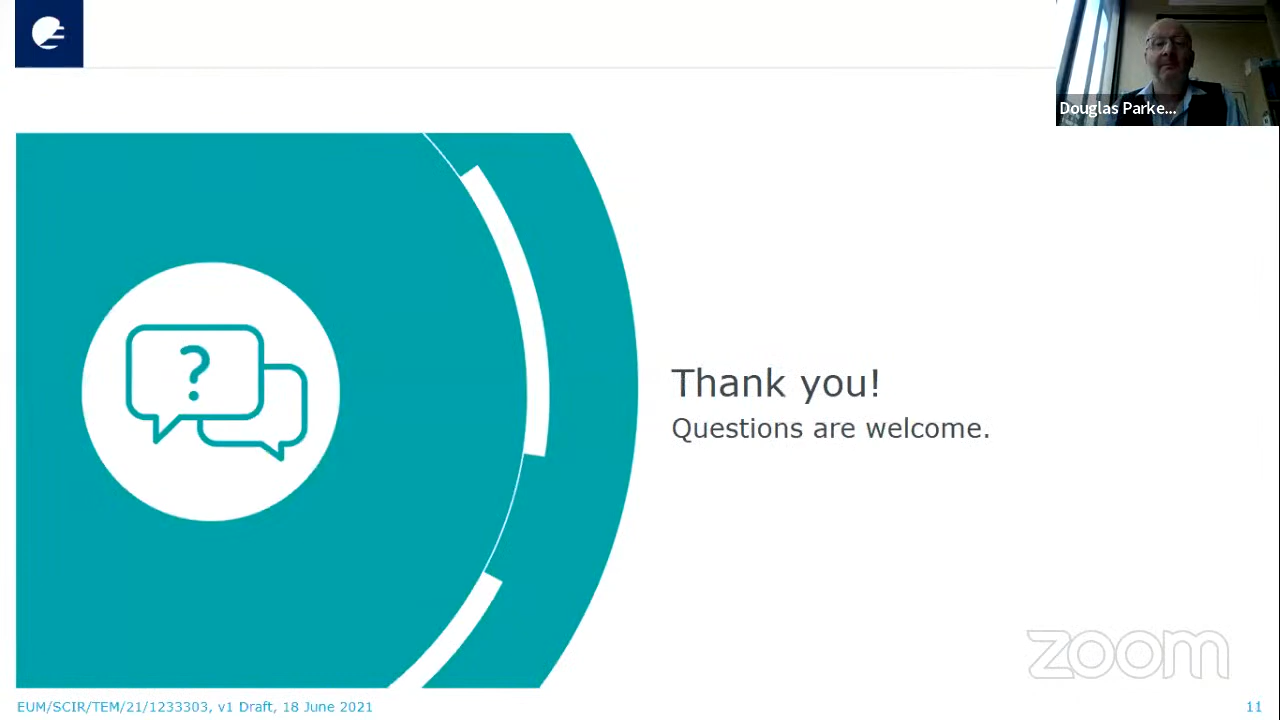 Douglas Parke...
?
Thank you!
Questions are welcome.
zoom
EUM/SCIR/TEM/21/1233303, v1 Draft, 18 June 2021
11